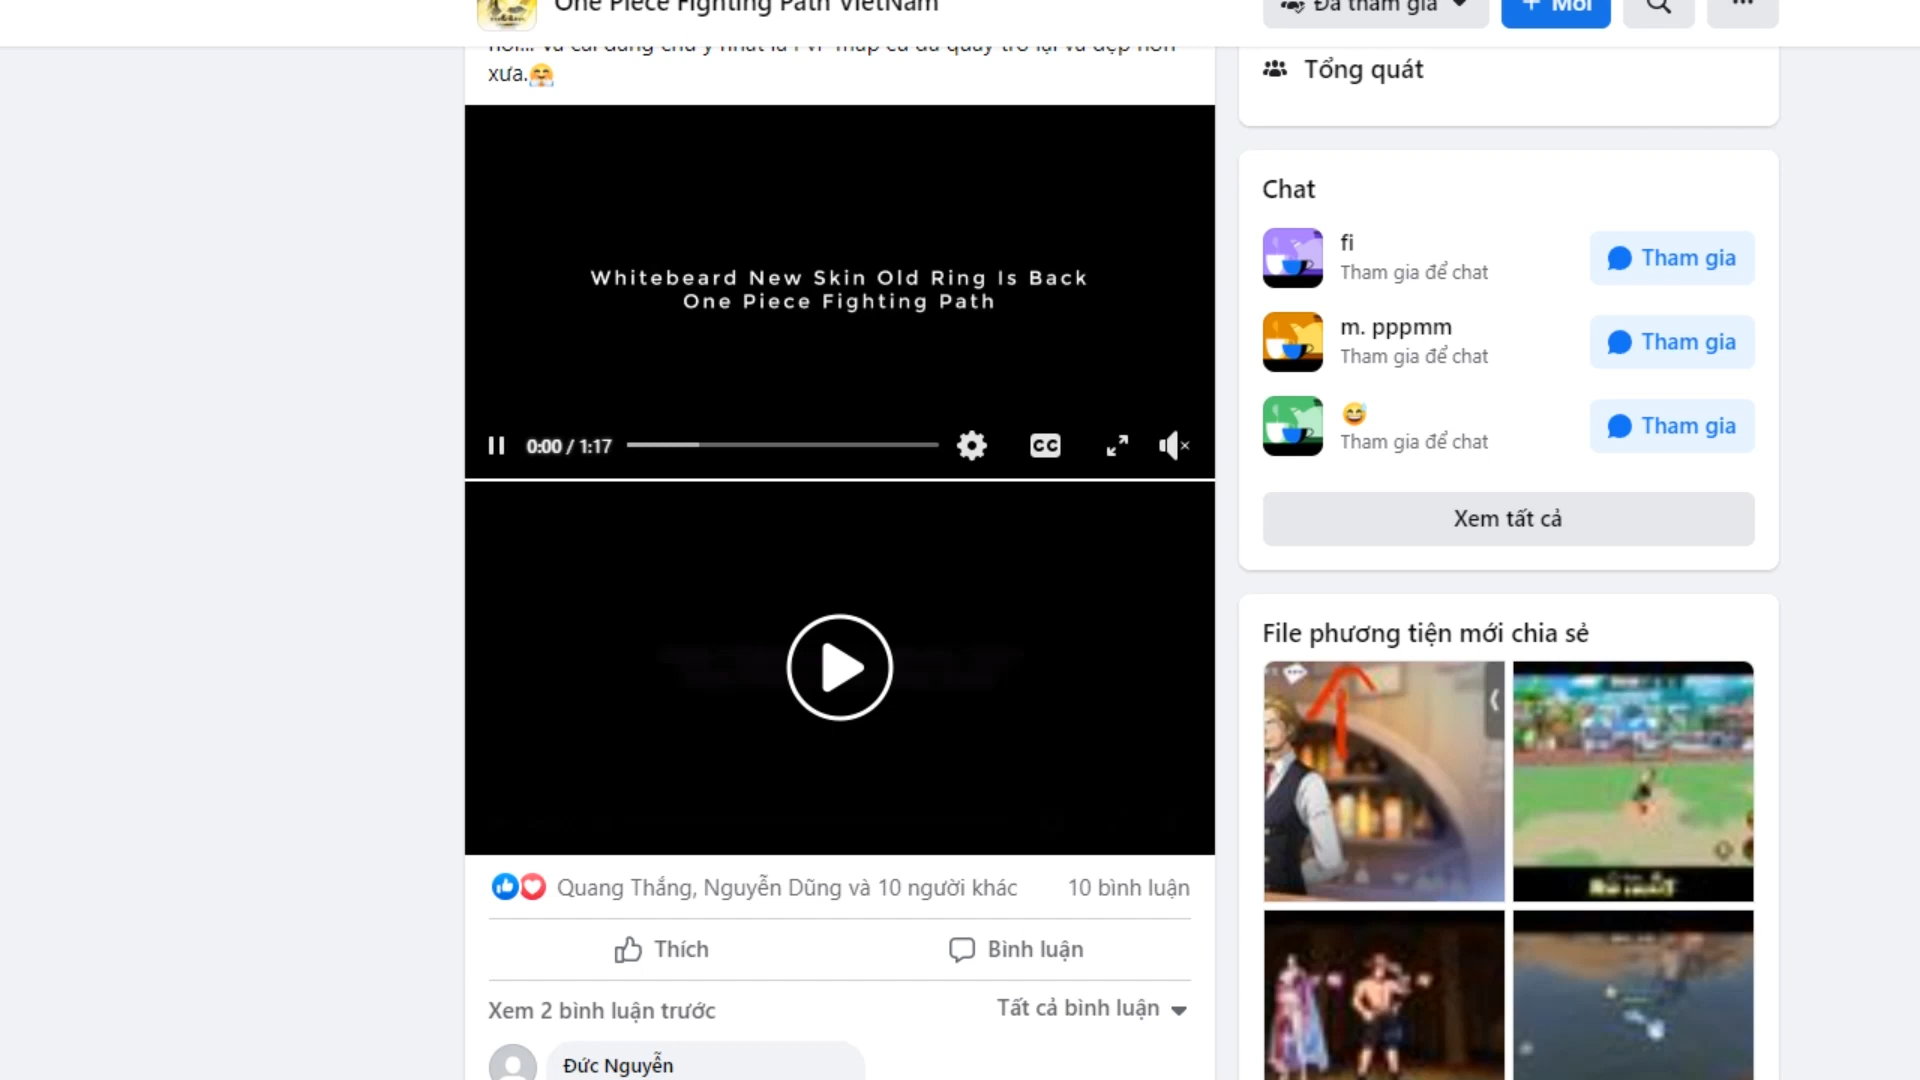 One Piece Fighting Path VietNam
Đã tham gia
+ Mời
xưa.🤗
Tổng quát
Chat
fi
Tham gia để chat
Tham gia
m. pppmm
Tham gia để chat
Tham gia
😅
Tham gia để chat
Tham gia
Xem tất cả
Whitebeard New Skin Old Ring Is Back
One Piece Fighting Path
0:00 / 1:17
CC
File phương tiện mới chia sẻ
Quang Thắng, Nguyễn Dũng và 10 người khác
10 bình luận
Thích
Bình luận
Xem 2 bình luận trước
Tất cả bình luận
Đức Nguyễn